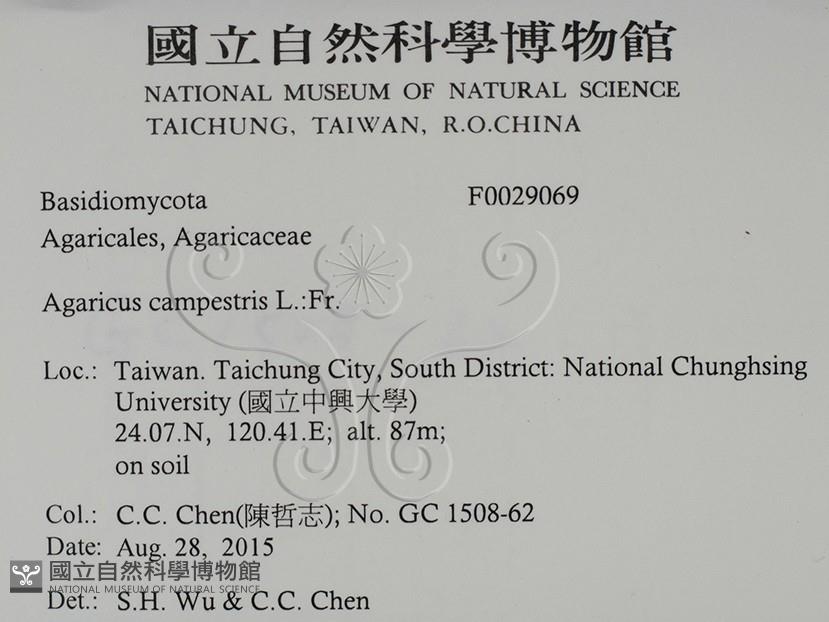 國立自然科學博物館
NATIONAL MUSEUM OF NATURAL SCIENCE
TAICHUNG, TAIWAN, R.O.CHINA
Basidiomycota F0029069
Agaricales, Agaricaceae
Agaricus campestris L.:Fr.
Loc.: Taiwan. Taichung City, South District: National Chunghsing
University (國立中興大學)
24.07.N, 120.41.E; alt. 87m;
on soil
Col.: C.C. Chen(陳哲志); No. GC 1508-62
Date: Aug. 28, 2015
國立自然科學博物館
NATIONAL MUSEUM OF NATURAL SCIENCE
Det.: S.H. Wu & C.C. Chen